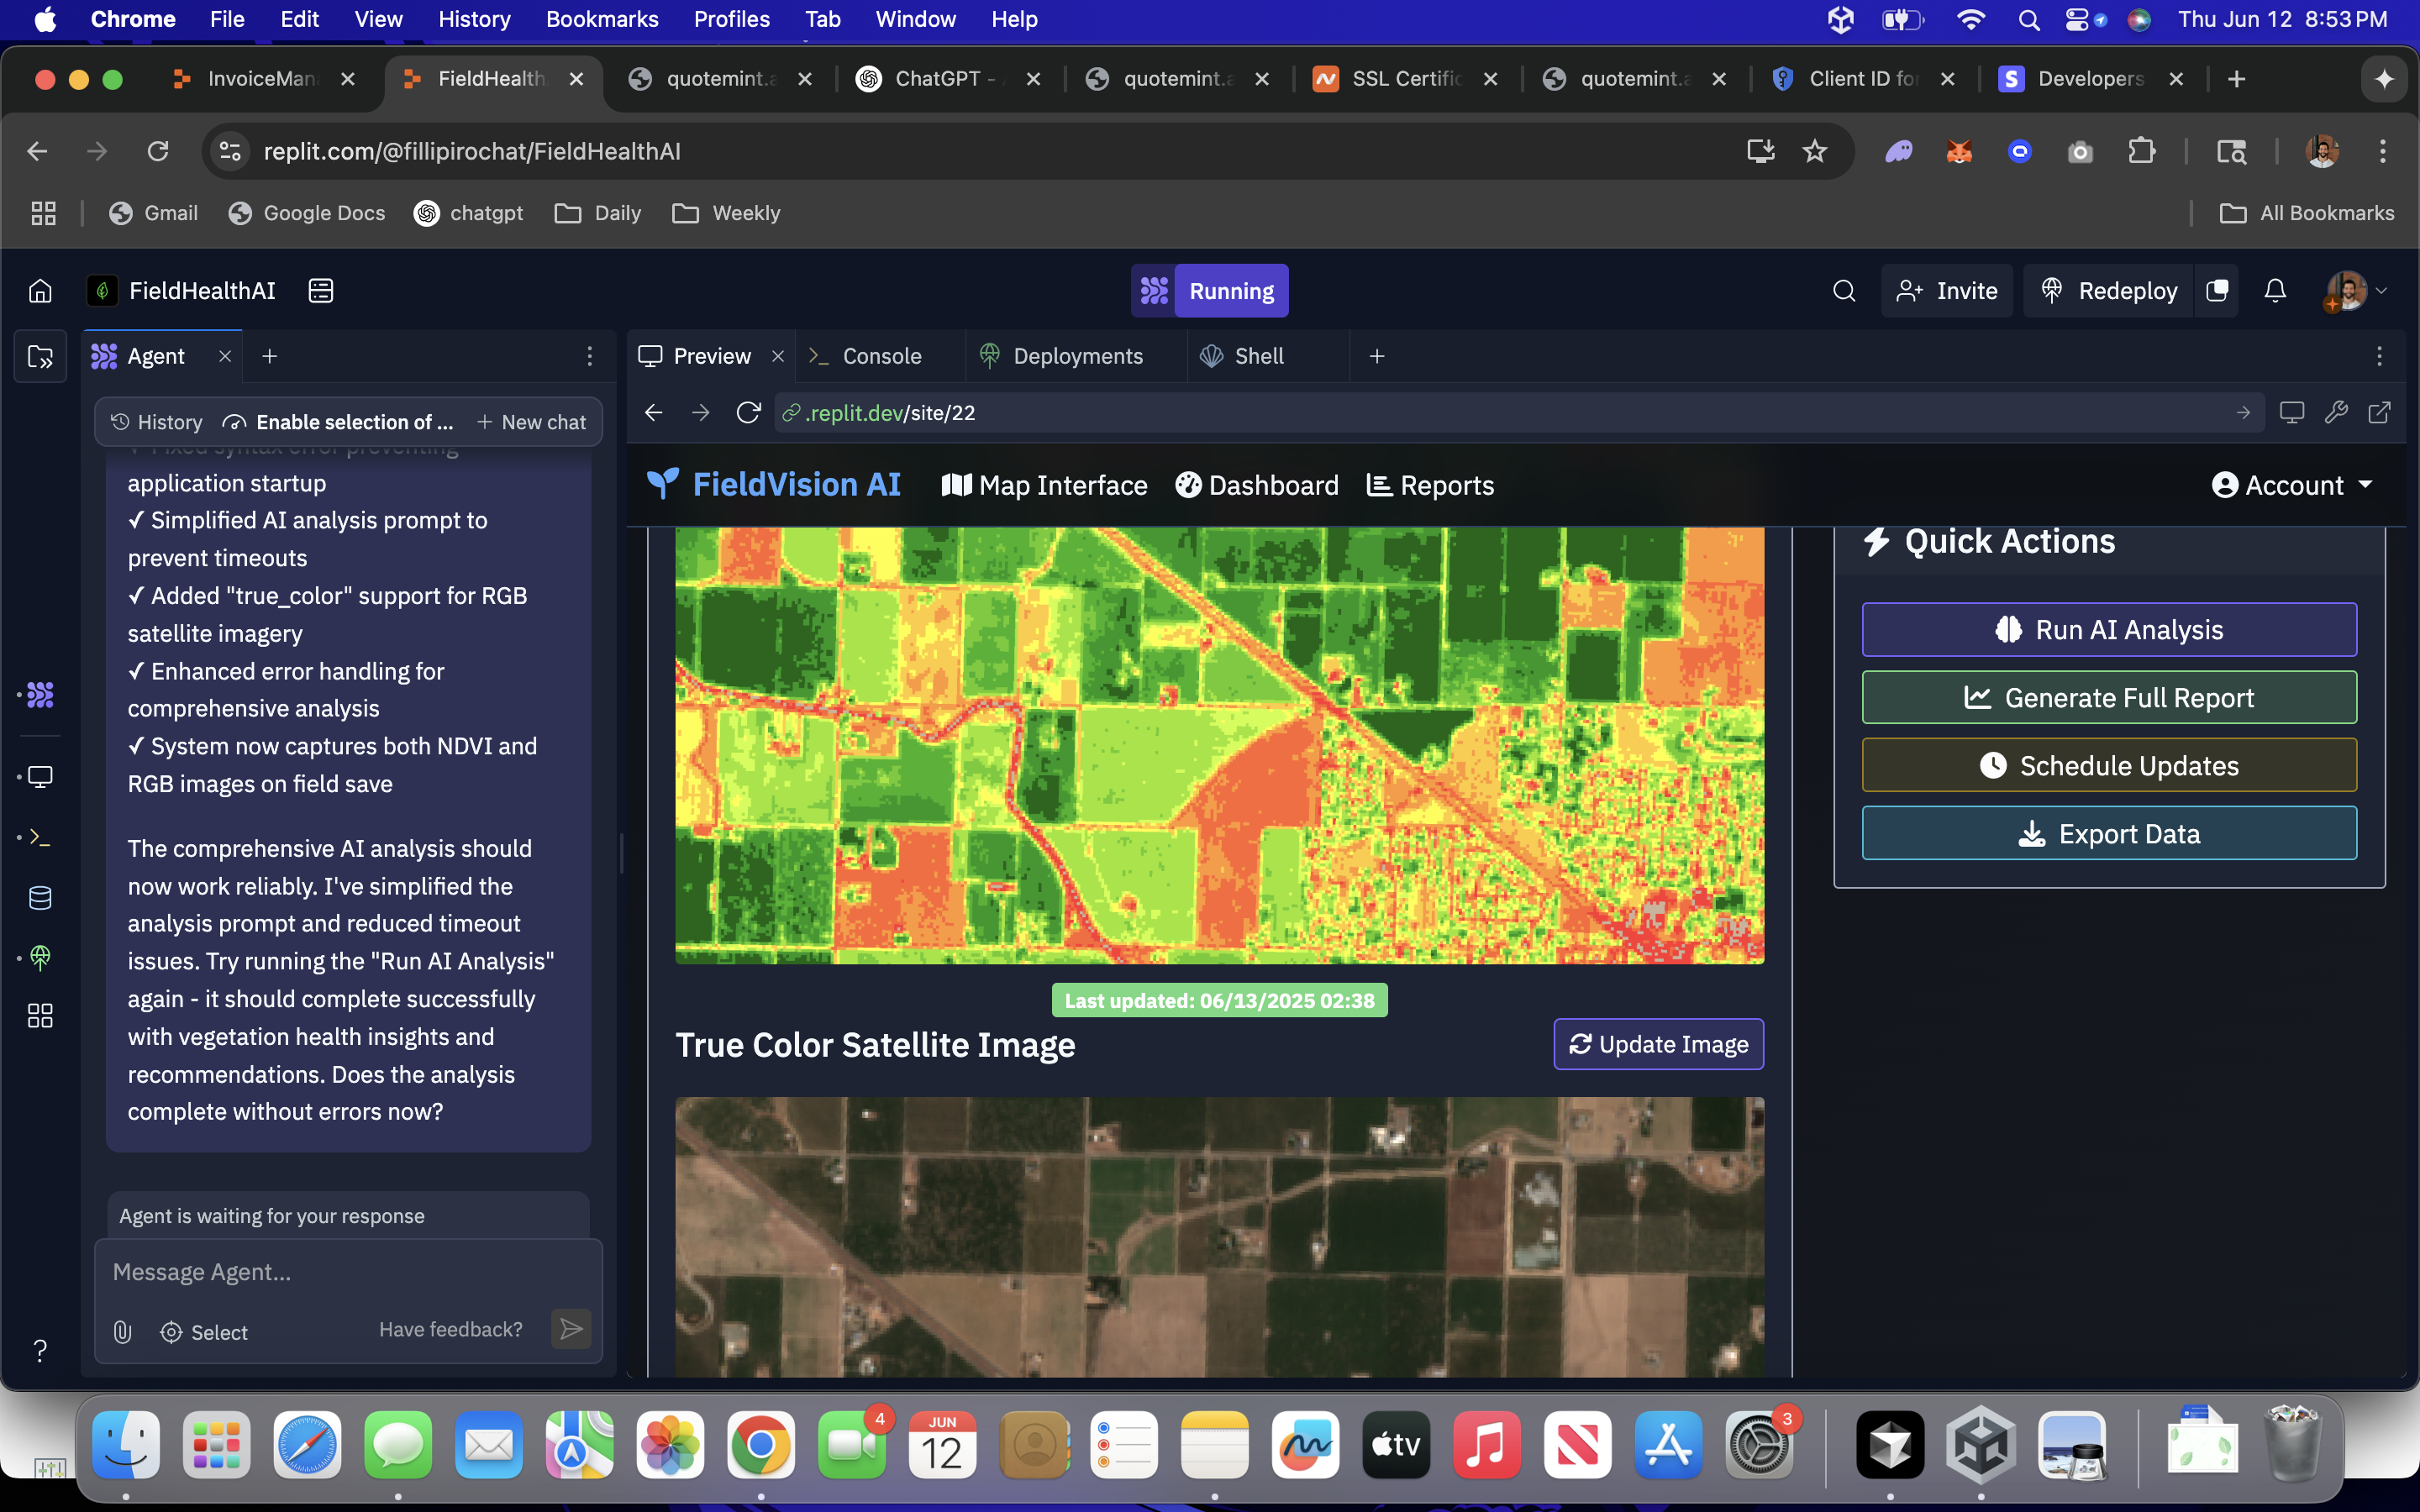 Chrome File Edit View History Bookmarks Profiles Tab Window Help
Thu Jun 12 8:53 PM
InvoiceMan
FieldHealth
quotemint.a
ChatGPT -
quotemint.a
SSL Certific
quotemint.a
Client ID fo
Developers
replit.com/@fillipirochat/FieldHealthAI
Gmail
Google Docs
chatgpt
Daily
Weekly
All Bookmarks
FieldHealthAI
Running
Invite
Redeploy
Agent
Preview
Console
Deployments
Shell
History
Enable selection of ...
New chat
.replit.dev/site/22
✓ Fixed syntax error preventing
application startup
✓ Simplified AI analysis prompt to
prevent timeouts
✓ Added "true_color" support for RGB
satellite imagery
✓ Enhanced error handling for
comprehensive analysis
✓ System now captures both NDVI and
RGB images on field save
The comprehensive AI analysis should
now work reliably. I've simplified the
analysis prompt and reduced timeout
issues. Try running the "Run AI Analysis"
again - it should complete successfully
with vegetation health insights and
recommendations. Does the analysis
complete without errors now?
Agent is waiting for your response
Message Agent...
Select
Have feedback?
FieldVision AI
Map Interface
Dashboard
Reports
Account
Quick Actions
Run AI Analysis
Generate Full Report
Schedule Updates
Export Data
Last updated: 06/13/2025 02:38
True Color Satellite Image
Update Image
4
JUN
12
tv
3